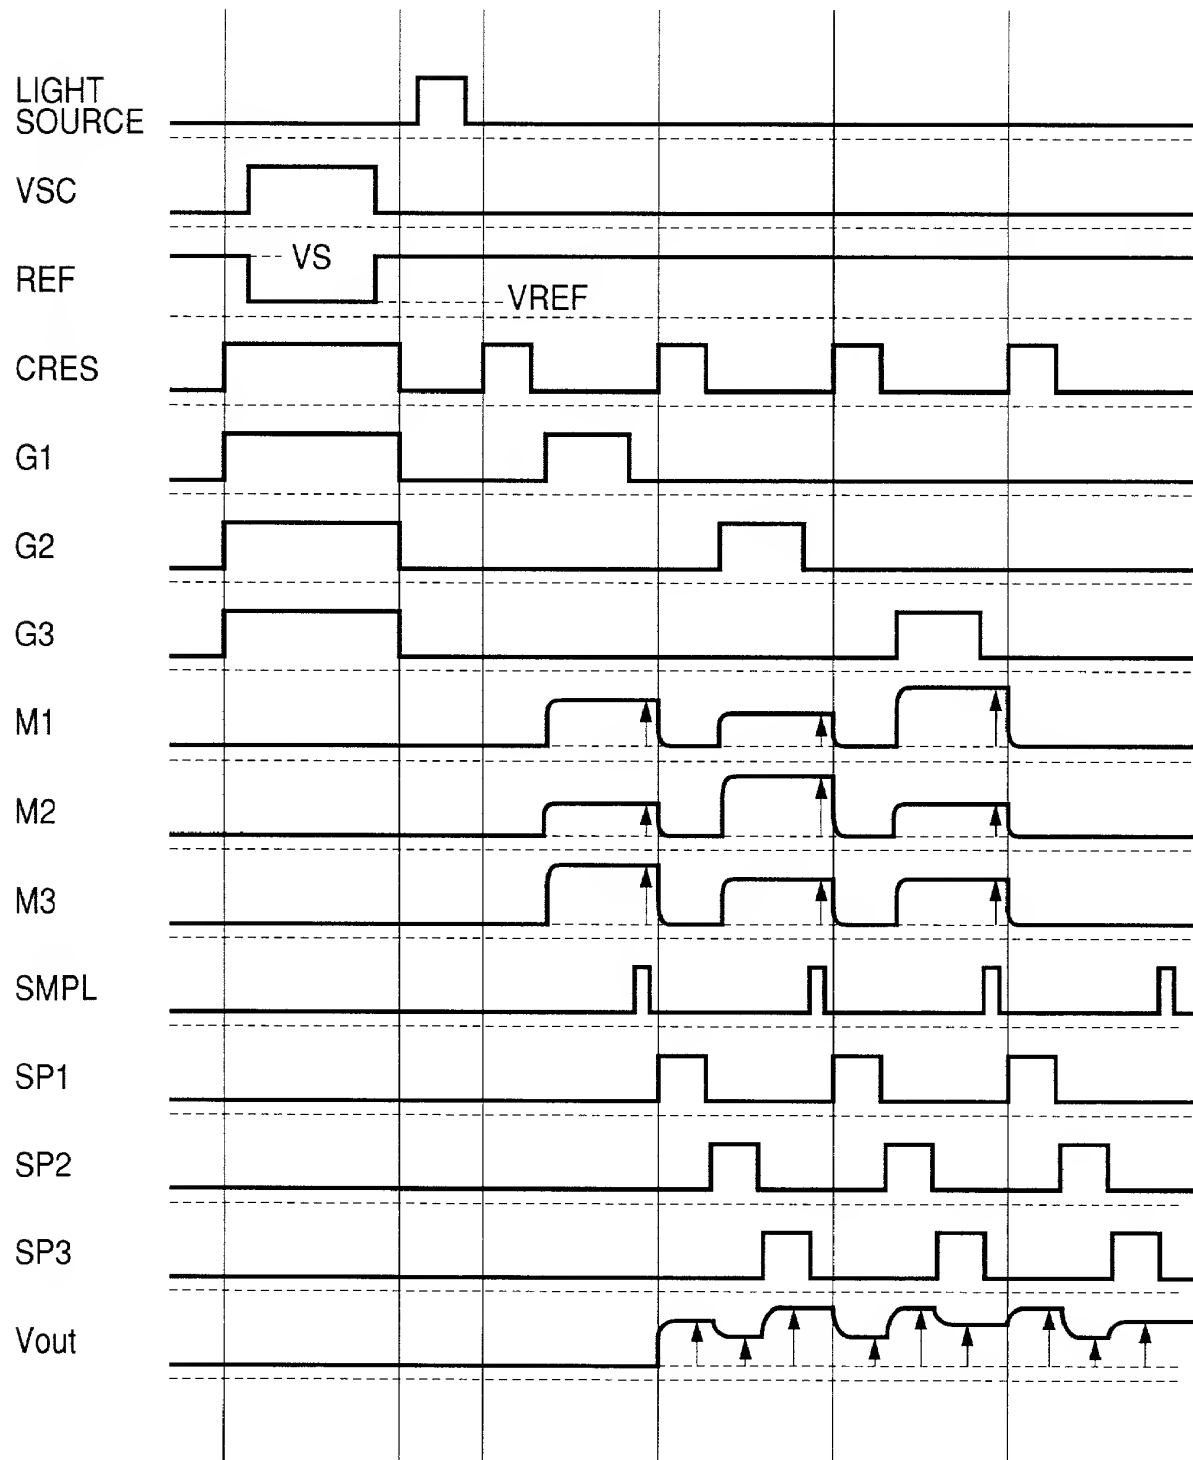 LIGHT
SOURCE
VSC
VS
REF
VREF
CRES
G1
G2
G3
M1
M2
M3
SMPL
SP1
SP2
SP3
Vout